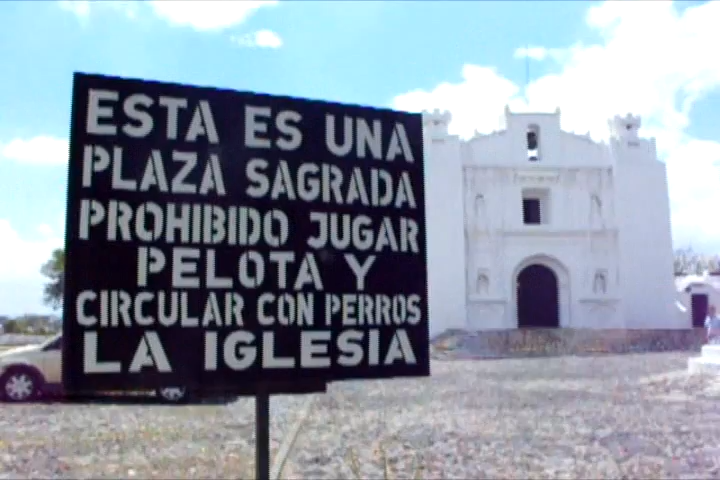 ESTA ES UNA
PLAZA SAGRADA
PROHIBIDO JUGAR
PELOTA Y
CIRCULAR CON PERROS
LA IGLESIA